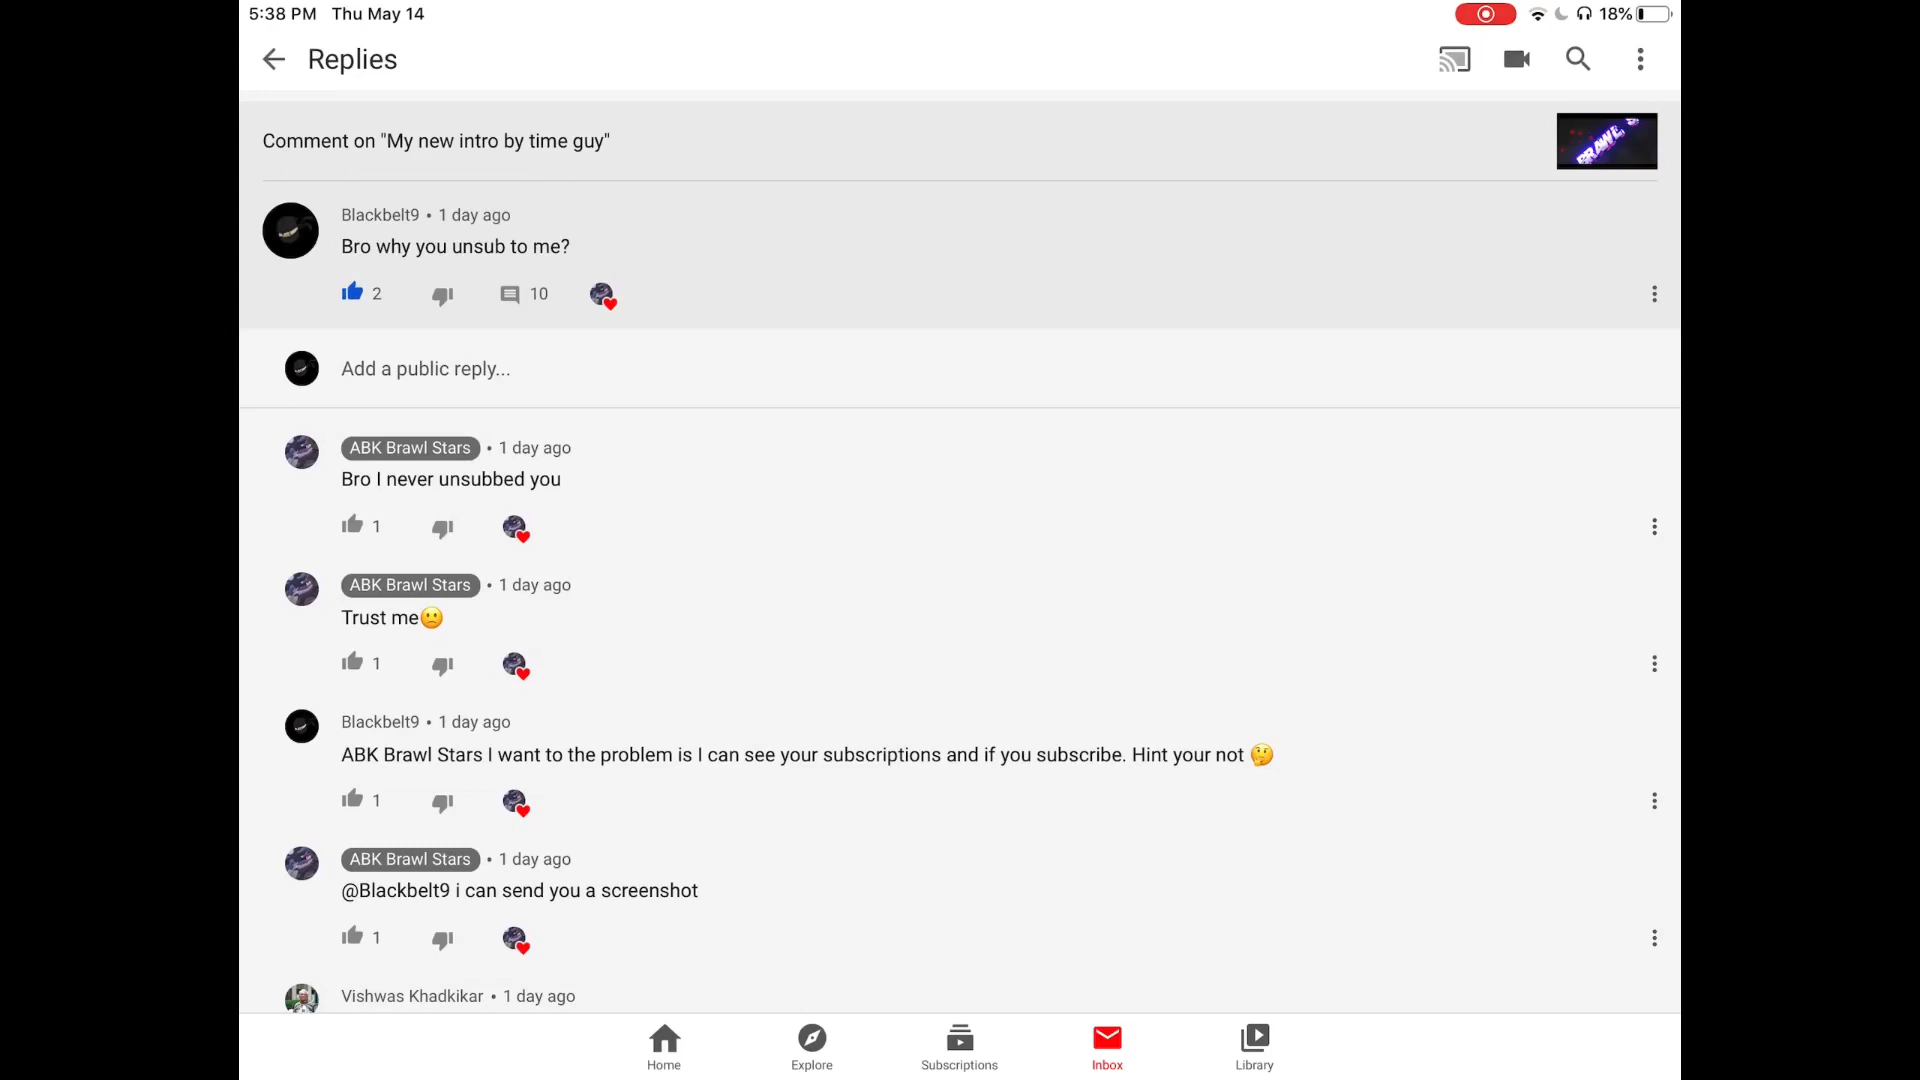 5:38 PM Thu May 14
18%
Replies
Comment on "My new intro by time guy"
BRAWL S
Blackbelt9 • 1 day ago
Bro why you unsub to me?
2 10
Add a public reply...
ABK Brawl Stars • 1 day ago
Bro I never unsubbed you
1
ABK Brawl Stars • 1 day ago
Trust me🙁
1
Blackbelt9 • 1 day ago
ABK Brawl Stars I want to the problem is I can see your subscriptions and if you subscribe. Hint your not 🤔
1
ABK Brawl Stars • 1 day ago
@Blackbelt9 i can send you a screenshot
1
Vishwas Khadkikar • 1 day ago
Home Explore Subscriptions Inbox Library